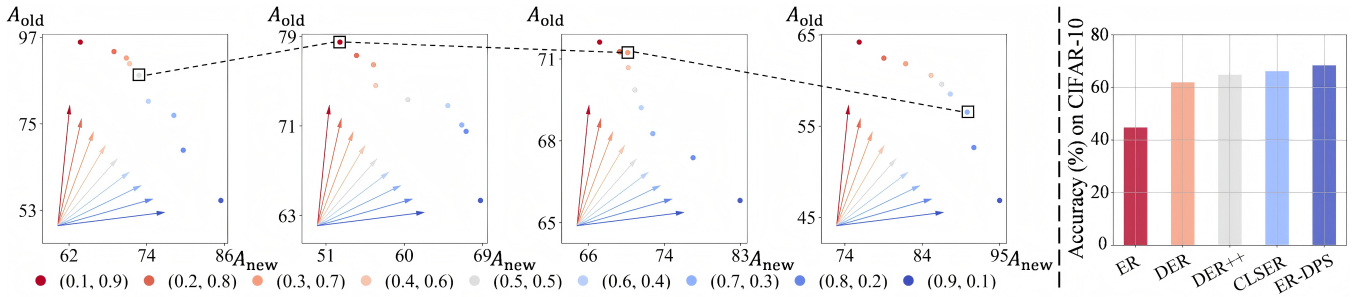 A_old
97
75
53
62
74
86
A_new
A_old
79
71
63
51
60
69
A_new
A_old
71
68
65
66
74
83
A_new
A_old
65
55
45
74
84
95
A_new
(0.1, 0.9)
(0.2, 0.8)
(0.3, 0.7)
(0.4, 0.6)
(0.5, 0.5)
(0.6, 0.4)
(0.7, 0.3)
(0.8, 0.2)
(0.9, 0.1)
Accuracy (%) on CIFAR-10
80
60
40
20
0
ER
DER
DER++
CLSER
ER-DPS